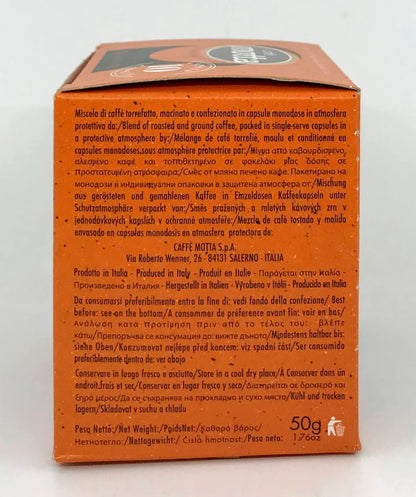 Caffè
motta
10
Miscela di caffè torrefatto, macinato e confezionato in capsule monodose in atmosfera
protettiva da:/Blend of roasted and ground coffee, packed in single-serve capsules in
a protective atmosphere by:/Mélange de café torréfié, moulu et conditionné en
capsules monodoses sous atmosphère protectrice par:/Μίγμα από καβουρδισμένο,
αλεσμένο καφέ και τοποθετημένο σε φακελάκι μιας δόσης σε
προστατευμένη ατμόσφαιρα:/Смес от мляно печено кафе. Пакетирано на
монодози в индивидуални опаковки в защитена атмосфера от:/Mischung
aus gerösteten und gemahlenen Kaffee in Einzeldosen Kaffeekapseln unter
Schutzatmosphäre verpackt von:/Směs pražených a mletých kávových zrn v
jednodávkových kapslích v ochranné atmosféře:/Mezcla de café tostado y molido
envasado en capsulas monodosis en atmosfera protectora de:
CAFFÈ MOTTA S.p.A.
Via Roberto Wenner, 26 - 84131 SALERNO - ITALIA
Prodotto in Italia - Produced in Italy - Produit en Italie - Παράγεται στην Ιταλία -
Произведено в Италия - Hergestellt in Italien - Vyrobeno v Itálii - Producido en Italia
Da consumarsi preferibilmente entro la fine di: vedi fondo della confezione/ Best
before: see on the bottom/ A consommer de préférence avant fin: voir en bas/
Ανάλωση κατά προτίμηση πριν από το τέλος του: βλέπε
κάτω/Препоръчва се консумация до: вижте дъното/Mindestens haltbar bis:
siehe Oben/Konzumovat nejlépe před koncem: viz spodní část/Ser consumido
preferiblemente dentro de: ver abajo
Conservare in luogo fresco e asciutto/Store in a cool dry place/À Conserver dans un
endroit frais et sec/ Conservar en lugar fresco y seco/Διατηρείται σε δροσερό και
ξηρό μέρος/Да се съхранява на прохладно и сухо място/ Kühl und trocken
lagern/Skladovat v suchu a chladu
Peso Netto:/Net Weight:/PoidsNet:/Καθαρό βάρος/
Нетнотегло:/Nettogewicht:/ Čistá hmotnost:/Peso neto:
50g
1.76oz